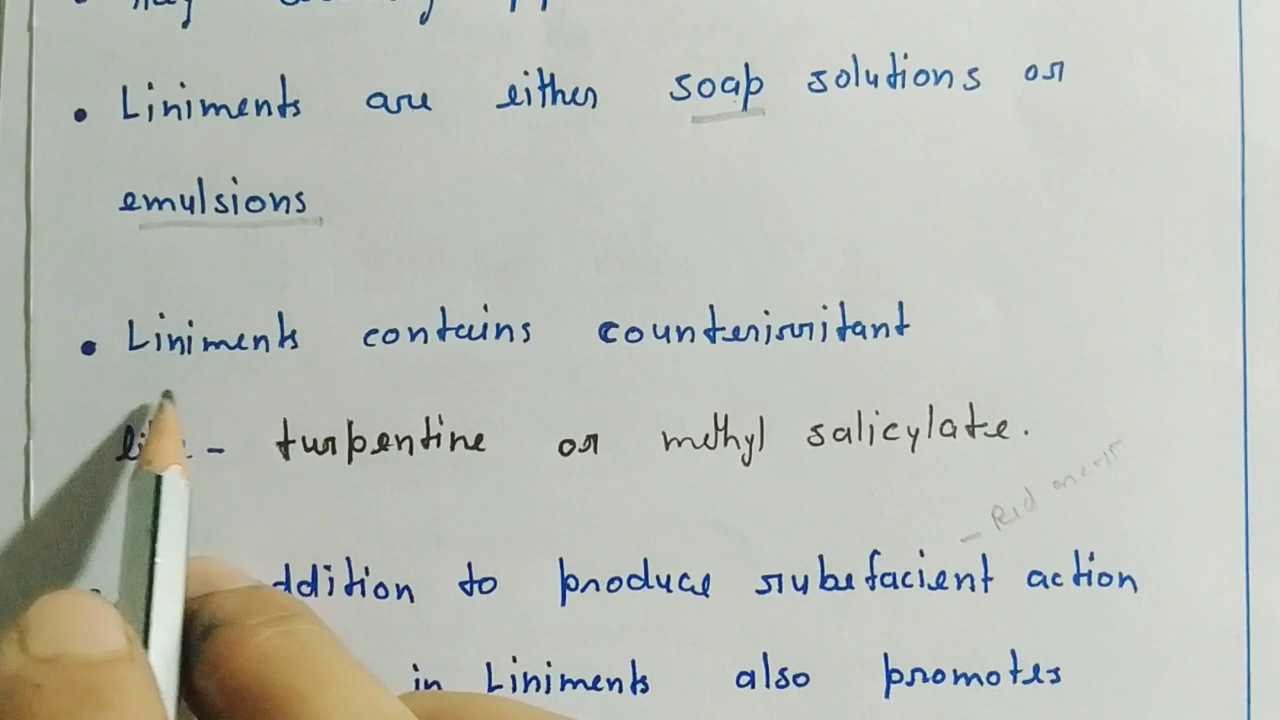 • Liniments are either soap solutions or
emulsions
• Liniments contains counterirritant
- turpentine or methyl salicylate.
- Red
ddition to produce rubefacient action
in Liniments also promotes